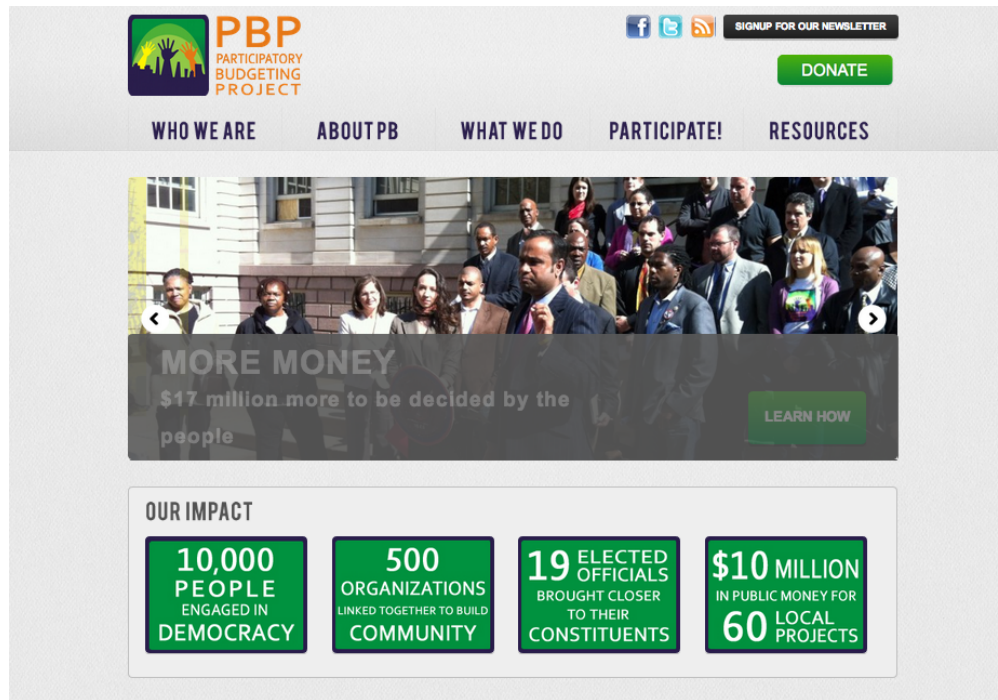 PBP
PARTICIPATORY
BUDGETING
PROJECT
SIGNUP FOR OUR NEWSLETTER
DONATE
WHO WE ARE
ABOUT PB
WHAT WE DO
PARTICIPATE!
RESOURCES
MORE MONEY
$17 million more to be decided by the
people
LEARN HOW
OUR IMPACT
10,000
PEOPLE
ENGAGED IN
DEMOCRACY
500
ORGANIZATIONS
LINKED TOGETHER TO BUILD
COMMUNITY
19 ELECTED
OFFICIALS
BROUGHT CLOSER
TO THEIR
CONSTITUENTS
$10 MILLION
IN PUBLIC MONEY FOR
60 LOCAL
PROJECTS